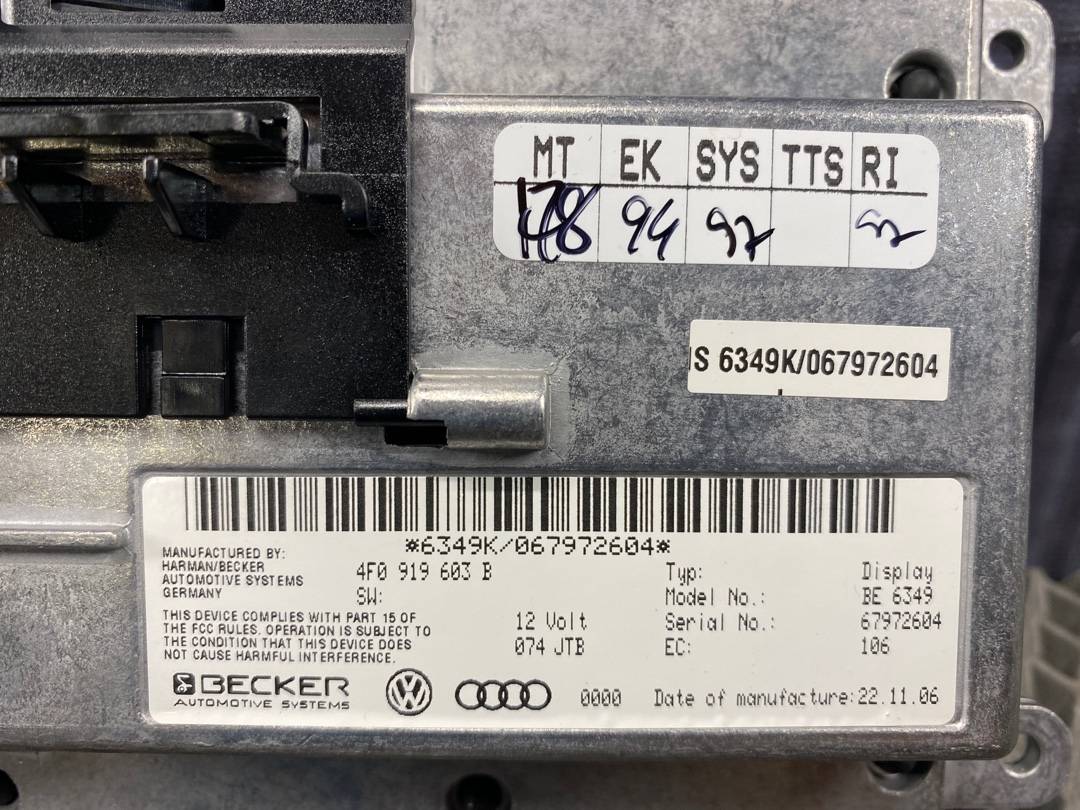 MT EK SYS TTS RI
94 97
IS 6349K/067972604
*6349K/067972604*
MANUFACTURED BY:
HARMAN/BECKER
AUTOMOTIVE SYSTEMS
GERMANY
4F0 919 603 B
SW:
THIS DEVICE COMPLIES WITH PART 15 OF
THE FCC RULES. OPERATION IS SUBJECT TO
THE CONDITION THAT THIS DEVICE DOES
NOT CAUSE HARMFUL INTERFERENCE.
12 Volt
074 JTB
Typ: Display
Model No.: BE 6349
Serial No.: 67972604
EC: 106
BECKER
AUTOMOTIVE SYSTEMS
0000 Date of manufacture:22.11.06